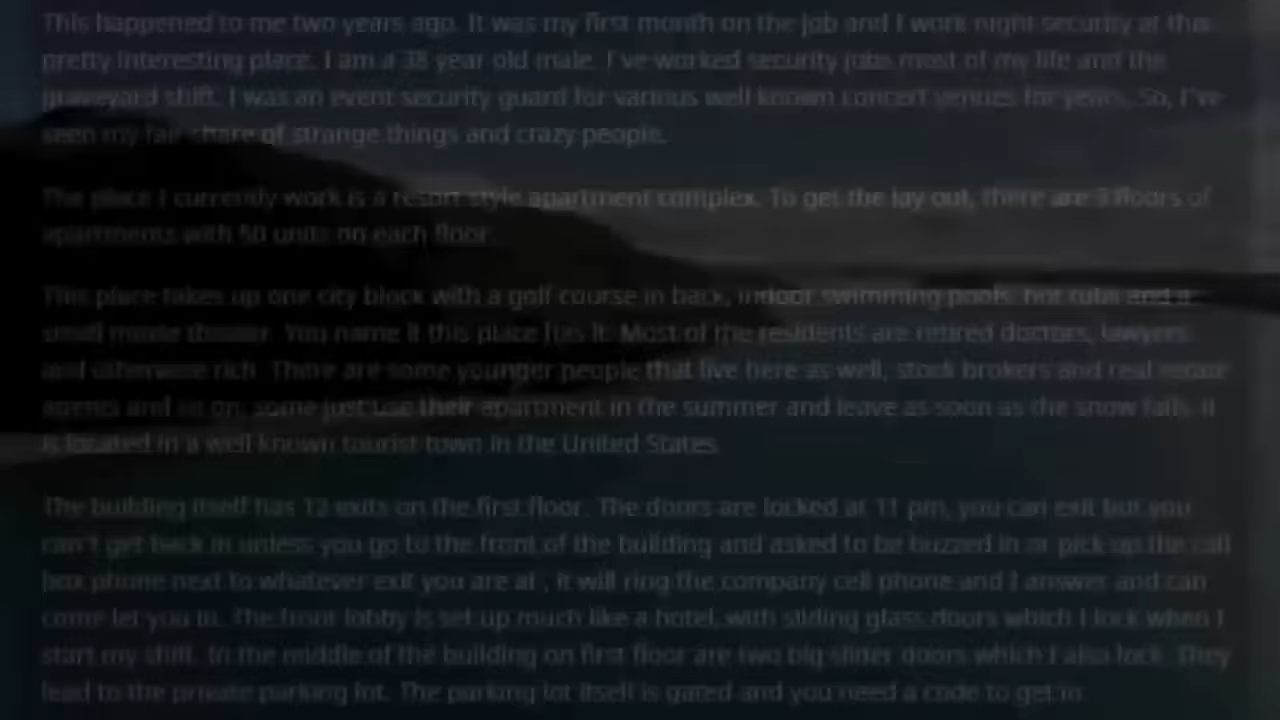 This happened to me two years ago. It was my first month on the job and I work night security at this
pretty interesting place. I am a 38 year old male. I've worked security jobs most of my life and the
graveyard shift. I was an event security guard for various well known concert venues for years. So, I've
seen my fair share of strange things and crazy people.
The place I currently work is a resort style apartment complex. To get the lay out, there are 3 floors of
apartments with 50 units on each floor.
This place takes up one city block with a golf course in back, indoor swimming pools, hot tubs and a
small movie theater. You name it this place has it. Most of the residents are retired doctors, lawyers
and otherwise rich. There are some younger people that live here as well, stock brokers and real estate
agents and so on, some just use their apartment in the summer and leave as soon as the snow falls. It
is located in a well known tourist town in the United States.
The building itself has 12 exits on the first floor. The doors are locked at 11 pm, you can exit but you
can't get back in unless you go to the front of the building and asked to be buzzed in or pick up the call
box phone next to whatever exit you are at , it will ring the company cell phone and I answer and can
come let you in. The front lobby is set up much like a hotel, with sliding glass doors which I lock when I
start my shift. In the middle of the building on first floor are two big slider doors which I also lock. They
lead to the private parking lot. The parking lot itself is gated and you need a code to get in.